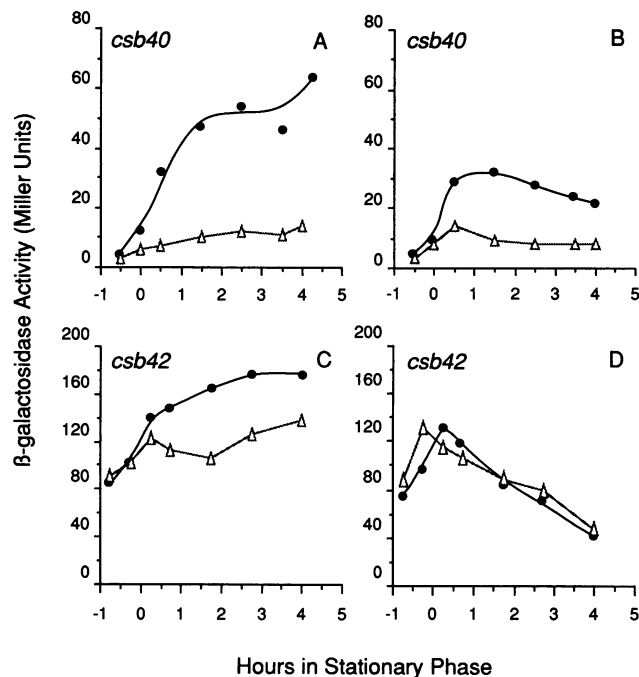 csb40 A
80
60
40
20
0
-1 0 1 2 3 4 5
csb40 B
80
60
40
20
0
-1 0 1 2 3 4 5
csb42 C
200
160
120
80
40
0
-1 0 1 2 3 4 5
csb42 D
200
160
120
80
40
0
-1 0 1 2 3 4 5
ß-galactosidase Activity (Miller Units)
Hours in Stationary Phase